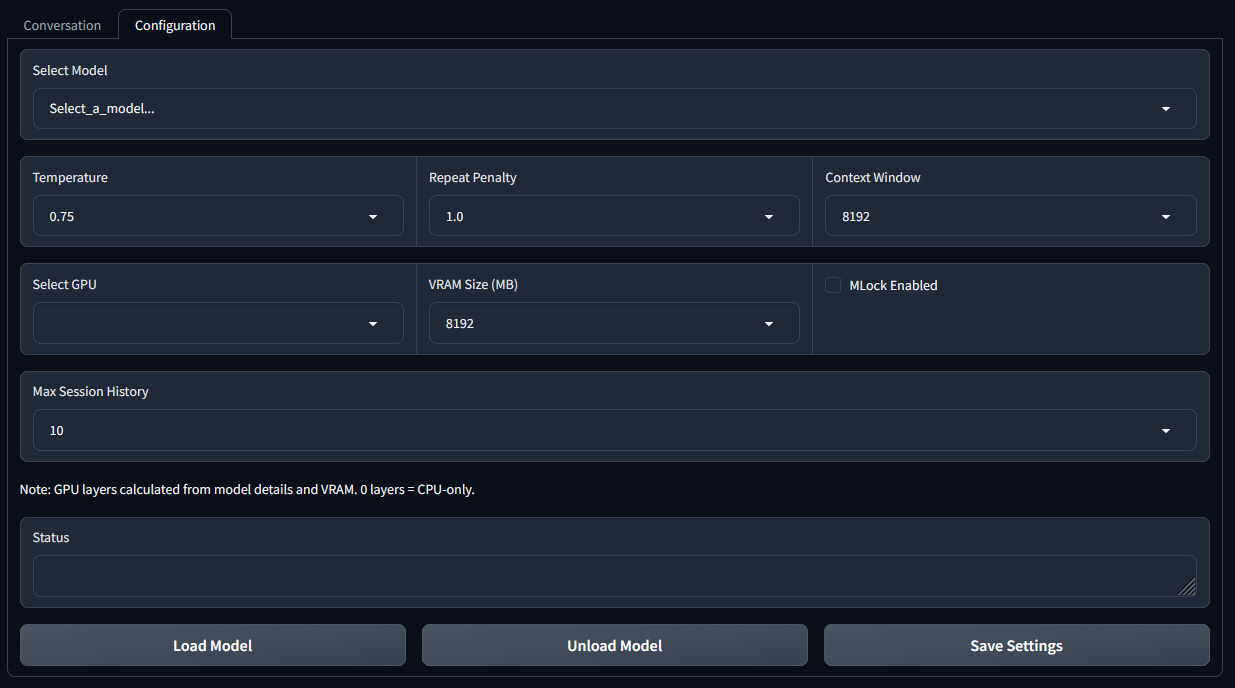 Conversation
Configuration
Select Model
Select_a_model...
Temperature
Repeat Penalty
Context Window
0.75
1.0
8192
Select GPU
VRAM Size (MB)
MLock Enabled
8192
Max Session History
10
Note: GPU layers calculated from model details and VRAM. 0 layers = CPU-only.
Status
Load Model
Unload Model
Save Settings